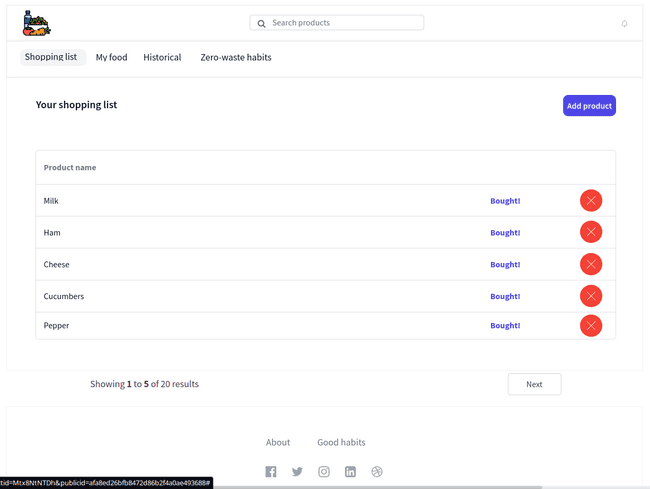 Search products
Shopping list My food Historical Zero-waste habits
Your shopping list Add product
Product name
Milk Bought!
Ham Bought!
Cheese Bought!
Cucumbers Bought!
Pepper Bought!
Showing 1 to 5 of 20 results Next
About Good habits
tid=Mtx8NtNTDh&publicid=afa8ed26bfb8472d86b2f4a0ae493688#